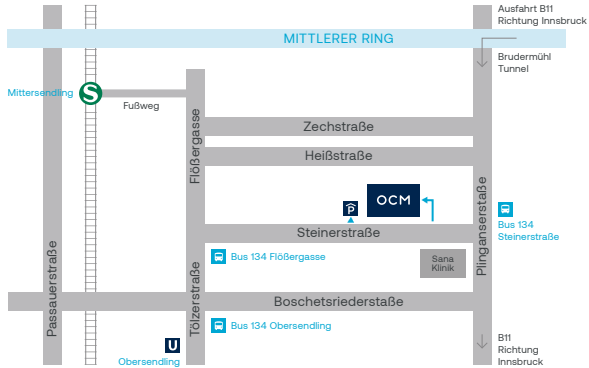 Ausfahrt B11
Richtung Innsbruck
MITTLERER RING
Brudermühl
Tunnel
Mittersendling
S
Fußweg
Flößergasse
Zechstraße
Heißstraße
P
OCM
Plinganserstaße
Bus 134
Steinerstraße
Steinerstraße
Passauerstraße
Tölzerstraße
Bus 134 Flößergasse
Sana
Klinik
Boschetsriederstaße
Bus 134 Obersendling
U
Obersendling
B11
Richtung
Innsbruck